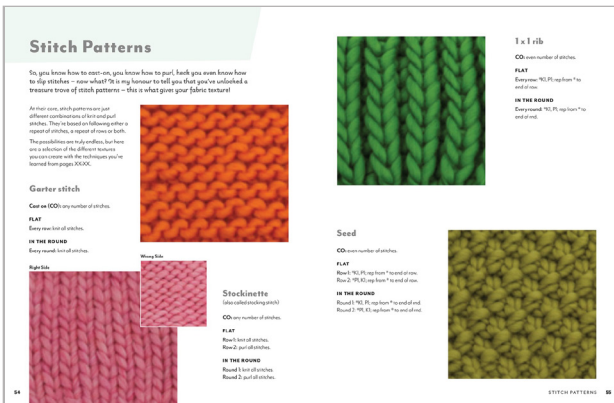 Stitch Patterns
So, you know how to cast-on, you know how to purl, heck you even know how
to slip stitches – now what? It is my honour to tell you that you've unlocked a
treasure trove of stitch patterns – this is what gives your fabric texture!
At their core, stitch patterns are just
different combinations of knit and purl
stitches. They're based on following either a
repeat of stitches, a repeat of rows or both.
The possibilities are truly endless, but here
are a selection of the different textures
you can create with the techniques you've
learned from pages XX-XX.
Garter stitch
Cast on (CO): any number of stitches.
FLAT
Every row: knit all stitches.
IN THE ROUND
Every round: knit all stitches.
Right Side
Wrong Side
Stockinette
(also called stocking stitch)
CO: any number of stitches.
FLAT
Row 1: knit all stitches.
Row 2: purl all stitches.
IN THE ROUND
Round 1: knit all stitches.
Round 2: purl all stitches.
54
1 x 1 rib
CO: even number of stitches.
FLAT
Every row: *K1, P1; rep from * to
end of row.
IN THE ROUND
Every round: *K1, P1; rep from * to
end of rnd.
Seed
CO: even number of stitches.
FLAT
Row 1: *K1, P1; rep from * to end of row.
Row 2: *P1, K1; rep from * to end of row.
IN THE ROUND
Round 1: *K1, P1; rep from * to end of rnd.
Round 2: *P1, K1; rep from * to end of rnd.
STITCH PATTERNS 55